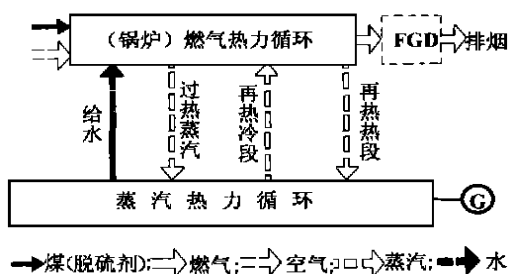 （锅炉）燃气热力循环
FGD
排烟
给水
过热蒸汽
再热冷段
再热热段
蒸汽热力循环
G
煤(脱硫剂);燃气;空气;蒸汽;水